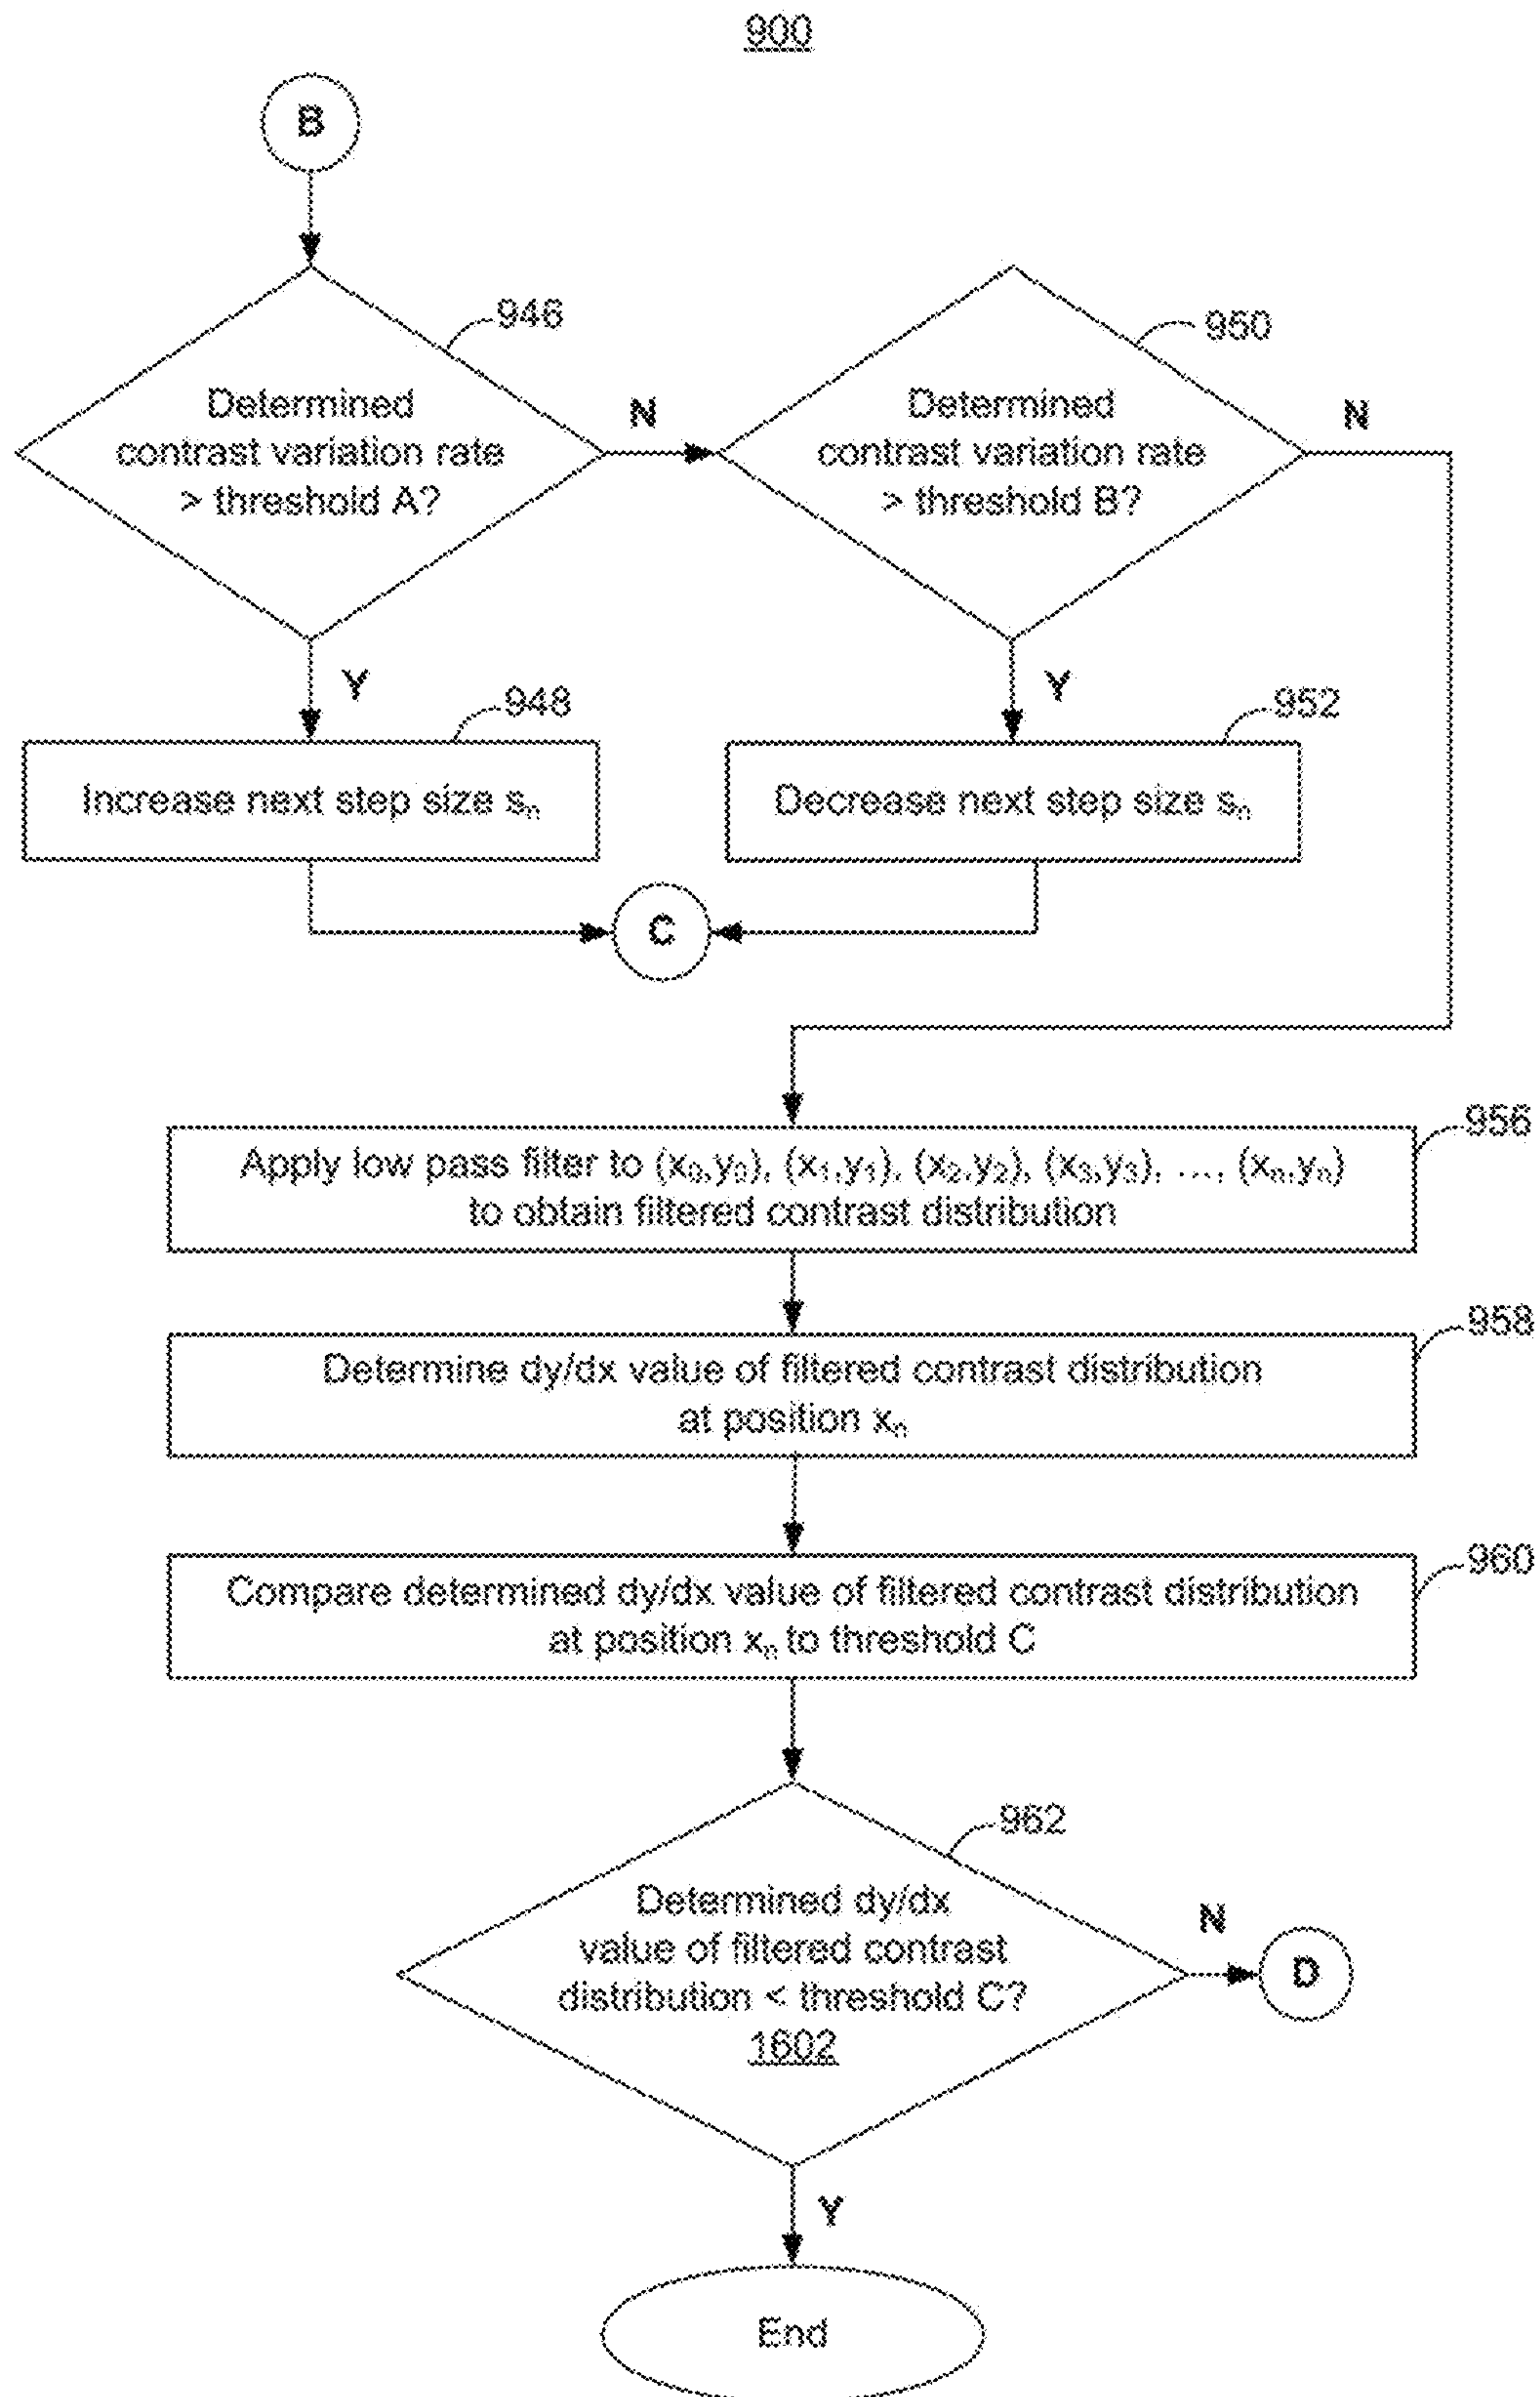 900
B
946
Determined
contrast variation rate
> threshold A?
N
950
Determined
contrast variation rate
> threshold B?
N
Y
948
Increase next step size sₙ
Y
952
Decrease next step size sₙ
C
956
Apply low pass filter to (x₀,y₀), (x₁,y₁), (x₂,y₂), (x₃,y₃), …, (xₙ,yₙ)
to obtain filtered contrast distribution
958
Determine dy/dx value of filtered contrast distribution
at position xₙ
960
Compare determined dy/dx value of filtered contrast distribution
at position xₙ to threshold C
962
Determined dy/dx
value of filtered contrast
distribution < threshold C?
1602
N
D
Y
End